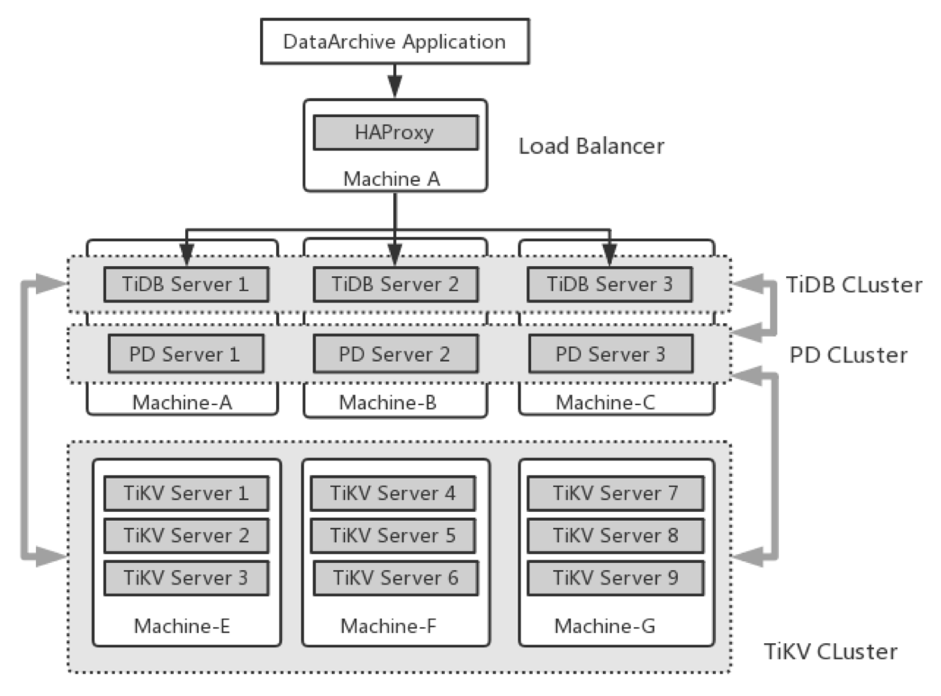 DataArchive Application
HAProxy
Machine A
Load Balancer
TiDB Server 1
TiDB Server 2
TiDB Server 3
TiDB CLuster
PD Server 1
PD Server 2
PD Server 3
PD CLuster
Machine-A
Machine-B
Machine-C
TiKV Server 1
TiKV Server 2
TiKV Server 3
Machine-E
TiKV Server 4
TiKV Server 5
TiKV Server 6
Machine-F
TiKV Server 7
TiKV Server 8
TiKV Server 9
Machine-G
TiKV CLuster